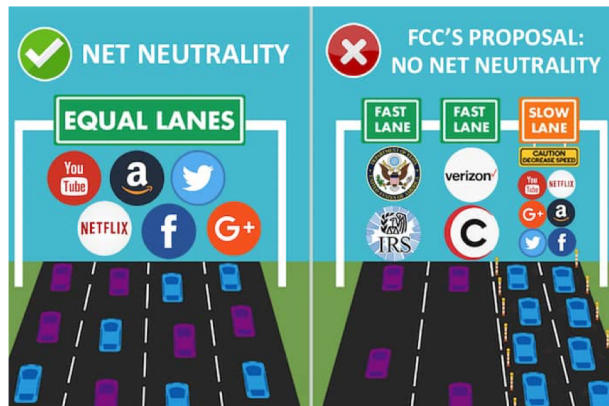 NET NEUTRALITY
EQUAL LANES
You
Tube
a
NETFLIX
f
G+
FCC'S PROPOSAL:
NO NET NEUTRALITY
FAST
LANE
FAST
LANE
SLOW
LANE
CAUTION
DECREASE SPEED
verizon
You
Tube
NETFLIX
G+
a
IRS
C
f